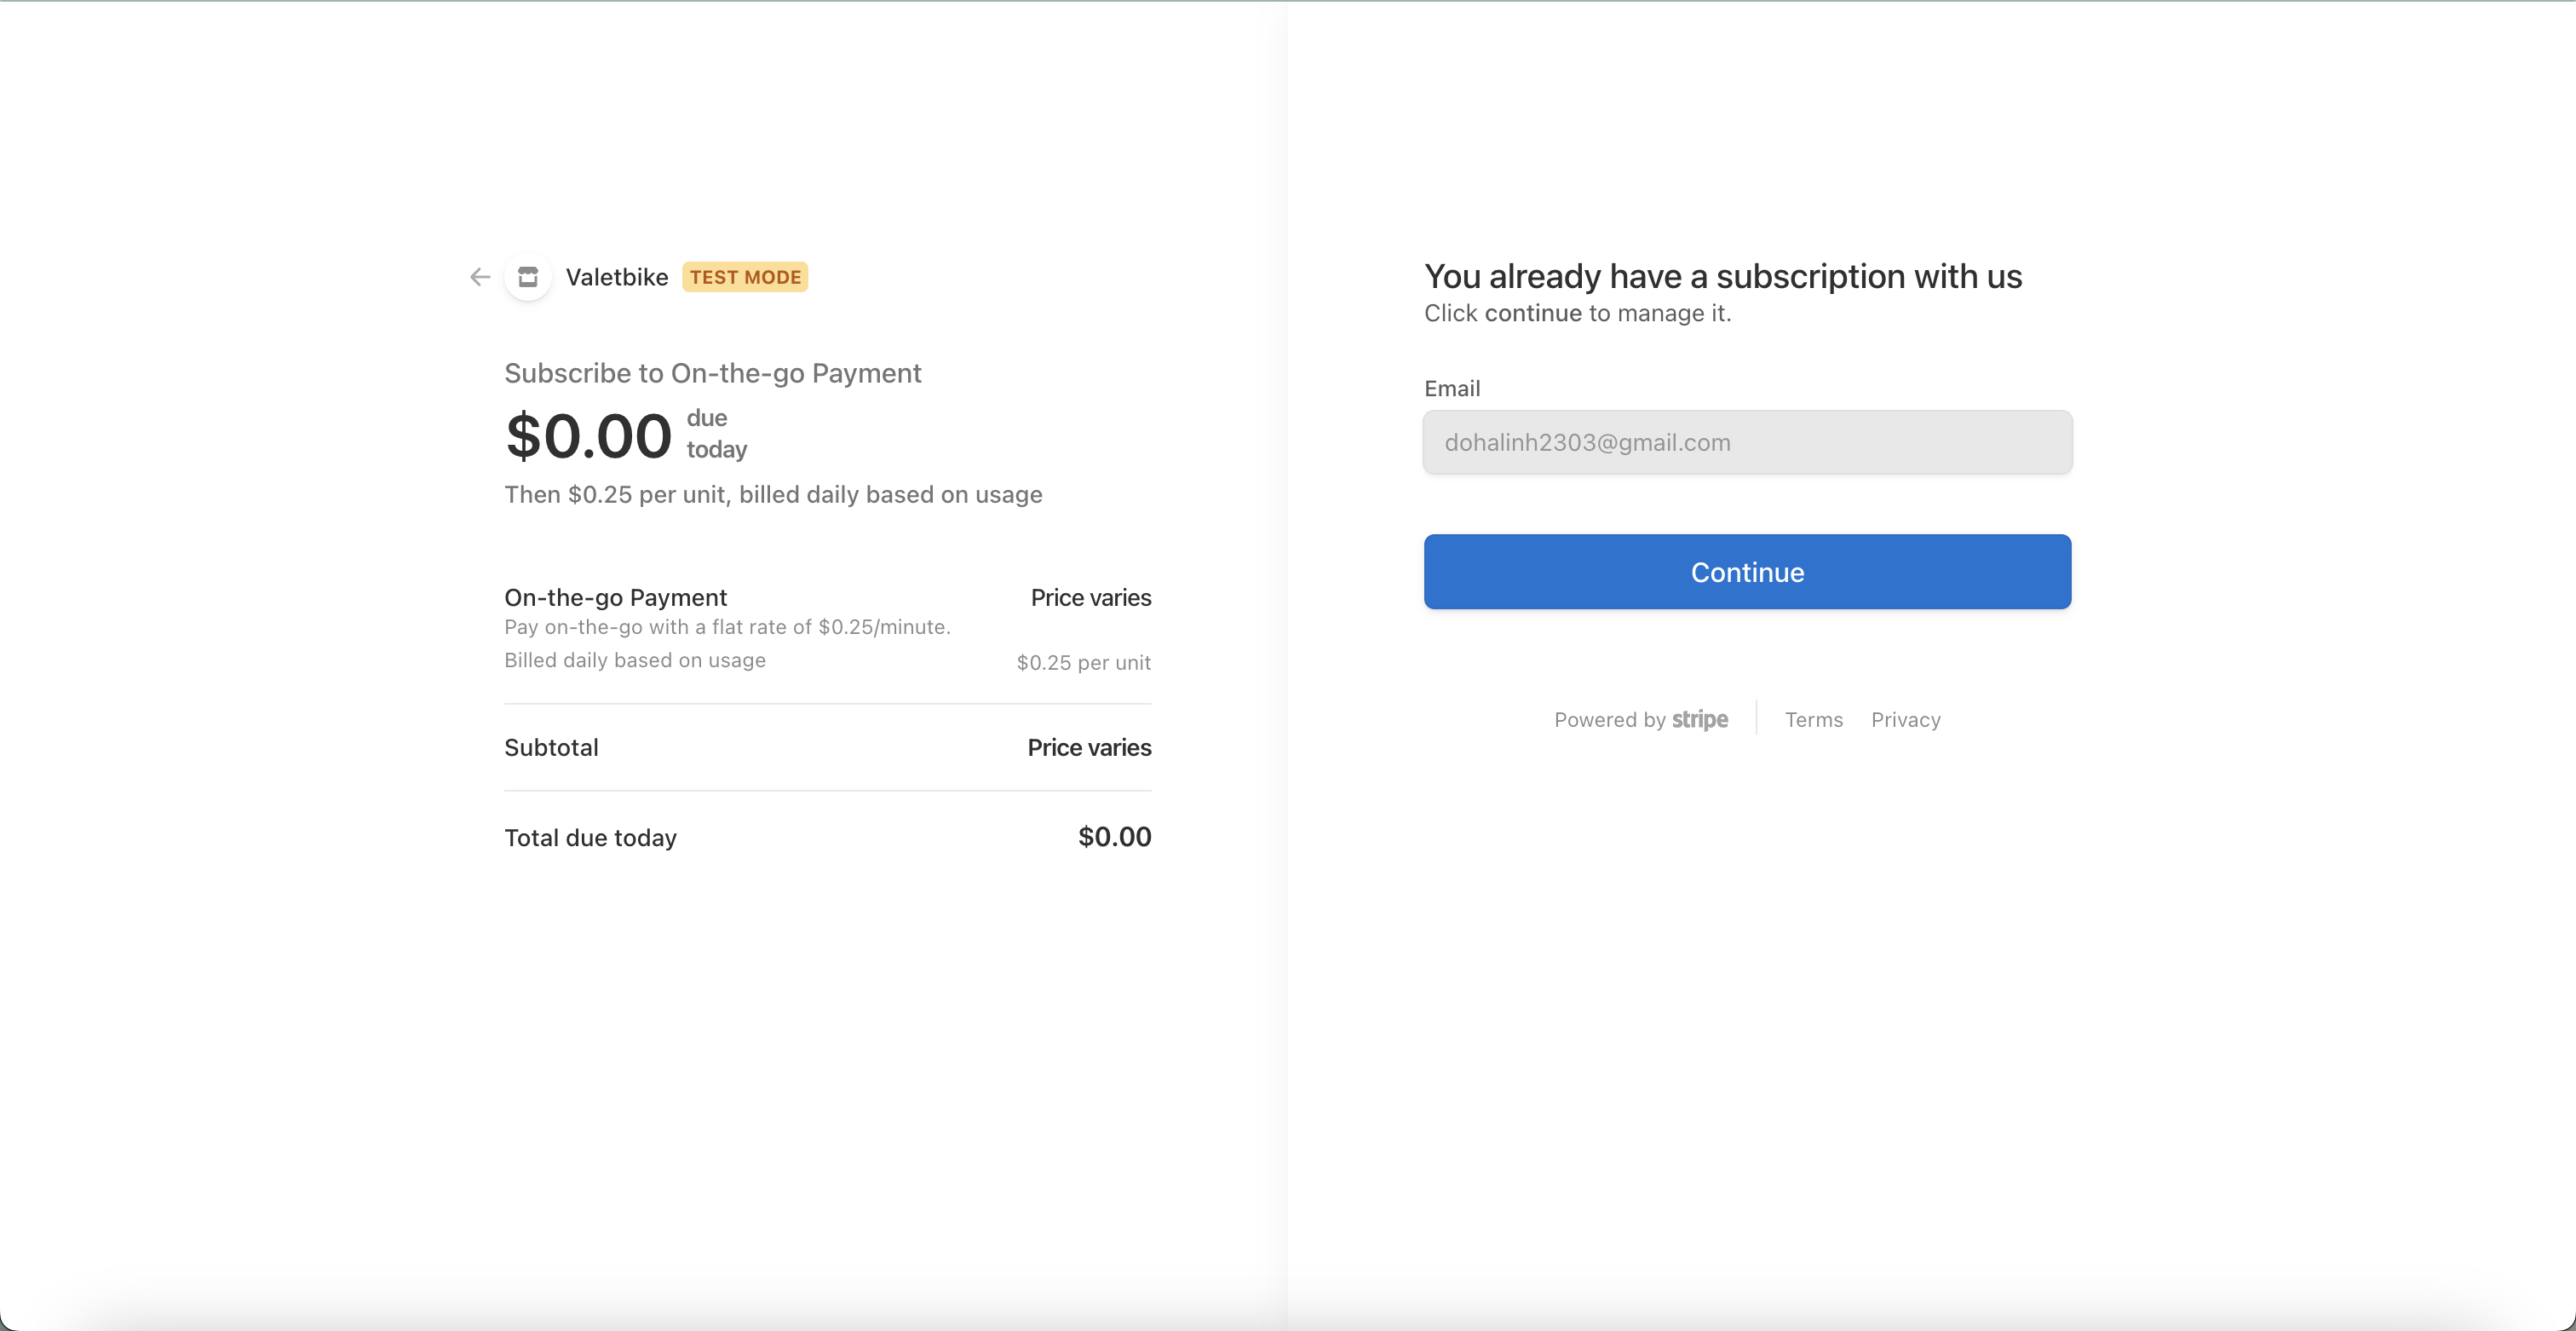 Valetbike TEST MODE
Subscribe to On-the-go Payment
$0.00 due
today
Then $0.25 per unit, billed daily based on usage
On-the-go Payment Price varies
Pay on-the-go with a flat rate of $0.25/minute.
Billed daily based on usage $0.25 per unit
Subtotal Price varies
Total due today $0.00
You already have a subscription with us
Click continue to manage it.
Email
dohalinh2303@gmail.com
Continue
Powered by stripe Terms Privacy